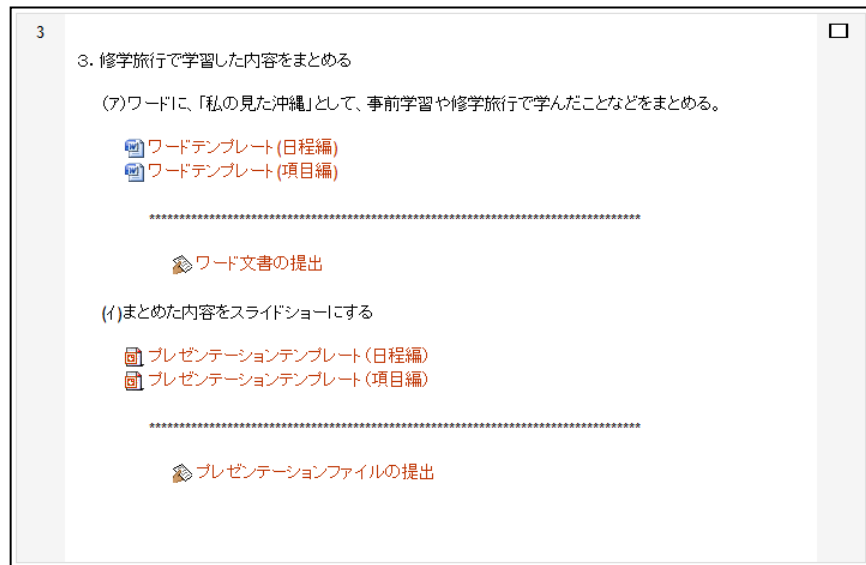 3
3. 修学旅行で学習した内容をまとめる
(ア)ワードに、「私の見た沖縄」として、事前学習や修学旅行で学んだことなどをまとめる。
ワードテンプレート(日程編)
ワードテンプレート(項目編)
**********************************************************************************
ワード文書の提出
(イ)まとめた内容をスライドショーにする
プレゼンテーションテンプレート(日程編)
プレゼンテーションテンプレート(項目編)
**********************************************************************************
プレゼンテーションファイルの提出